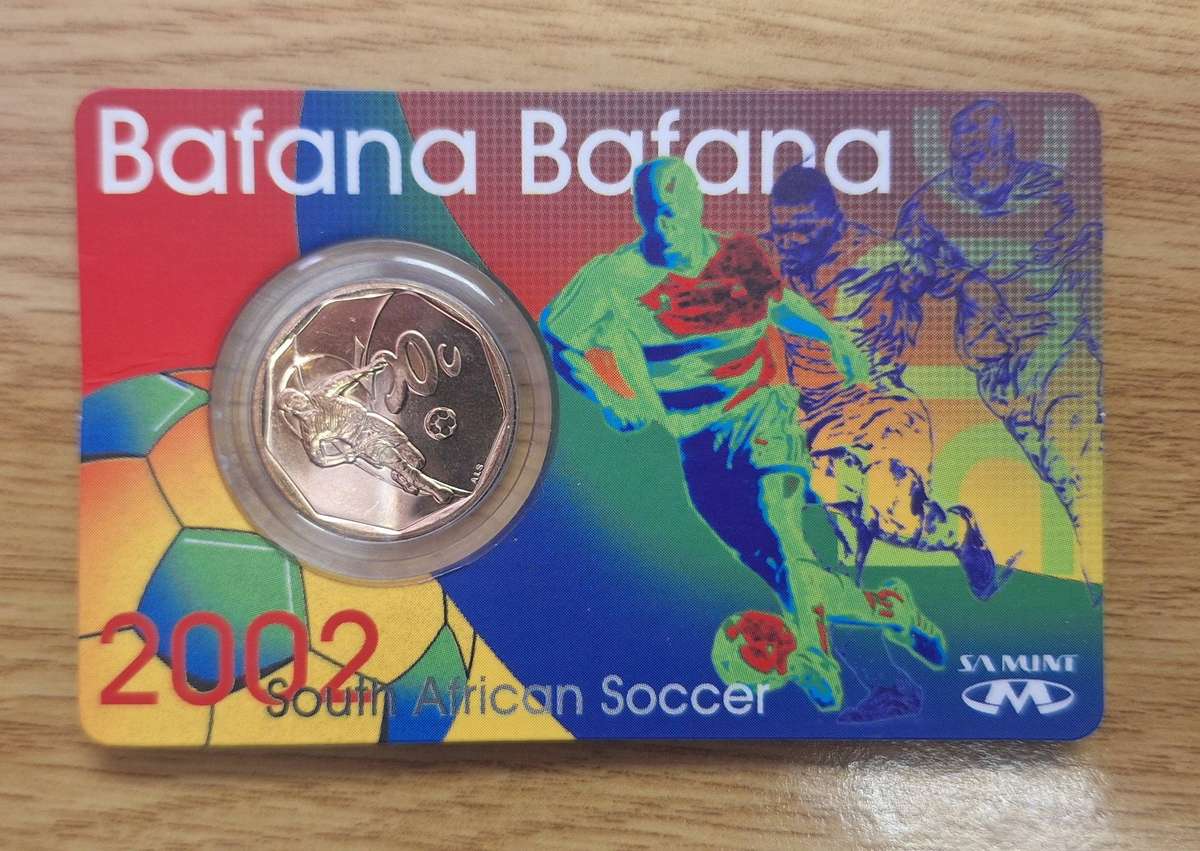 Bafana Bafana
50c
ALS
2002
South African Soccer
SA MINT